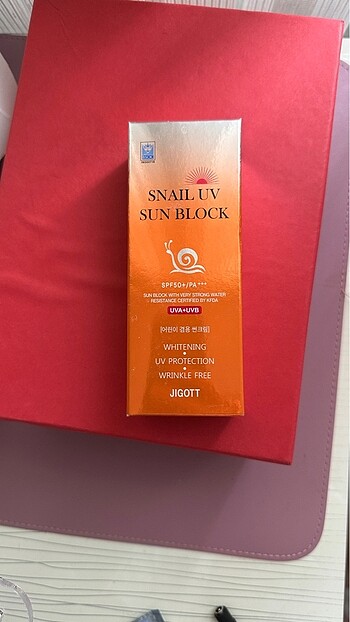 SNAIL UV
SUN BLOCK
SPF50+/PA+++
SUN BLOCK WITH VERY STRONG WATER
RESISTANCE CERTIFIED BY KFDA
UVA+UVB
[어린이 겸용 썬크림]
WHITENING
UV PROTECTION
WRINKLE FREE
JIGOTT